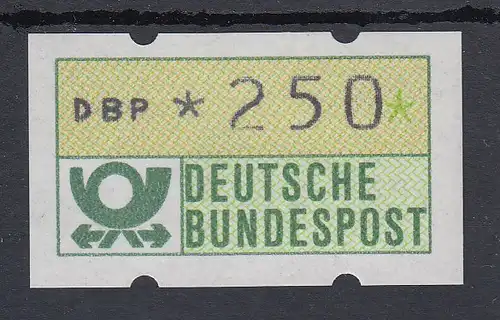 DBP *250*
DEUTSCHE
BUNDESPOST